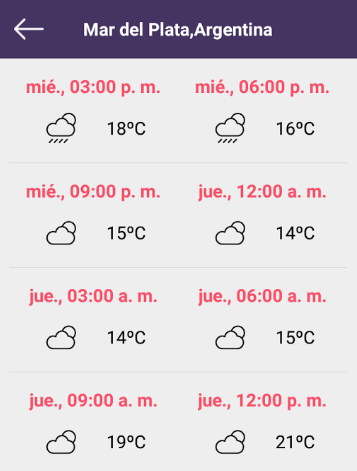 Mar del Plata,Argentina
mié., 03:00 p. m. mié., 06:00 p. m.
18ºC 16ºC
mié., 09:00 p. m. jue., 12:00 a. m.
15ºC 14ºC
jue., 03:00 a. m. jue., 06:00 a. m.
14ºC 15ºC
jue., 09:00 a. m. jue., 12:00 p. m.
19ºC 21ºC